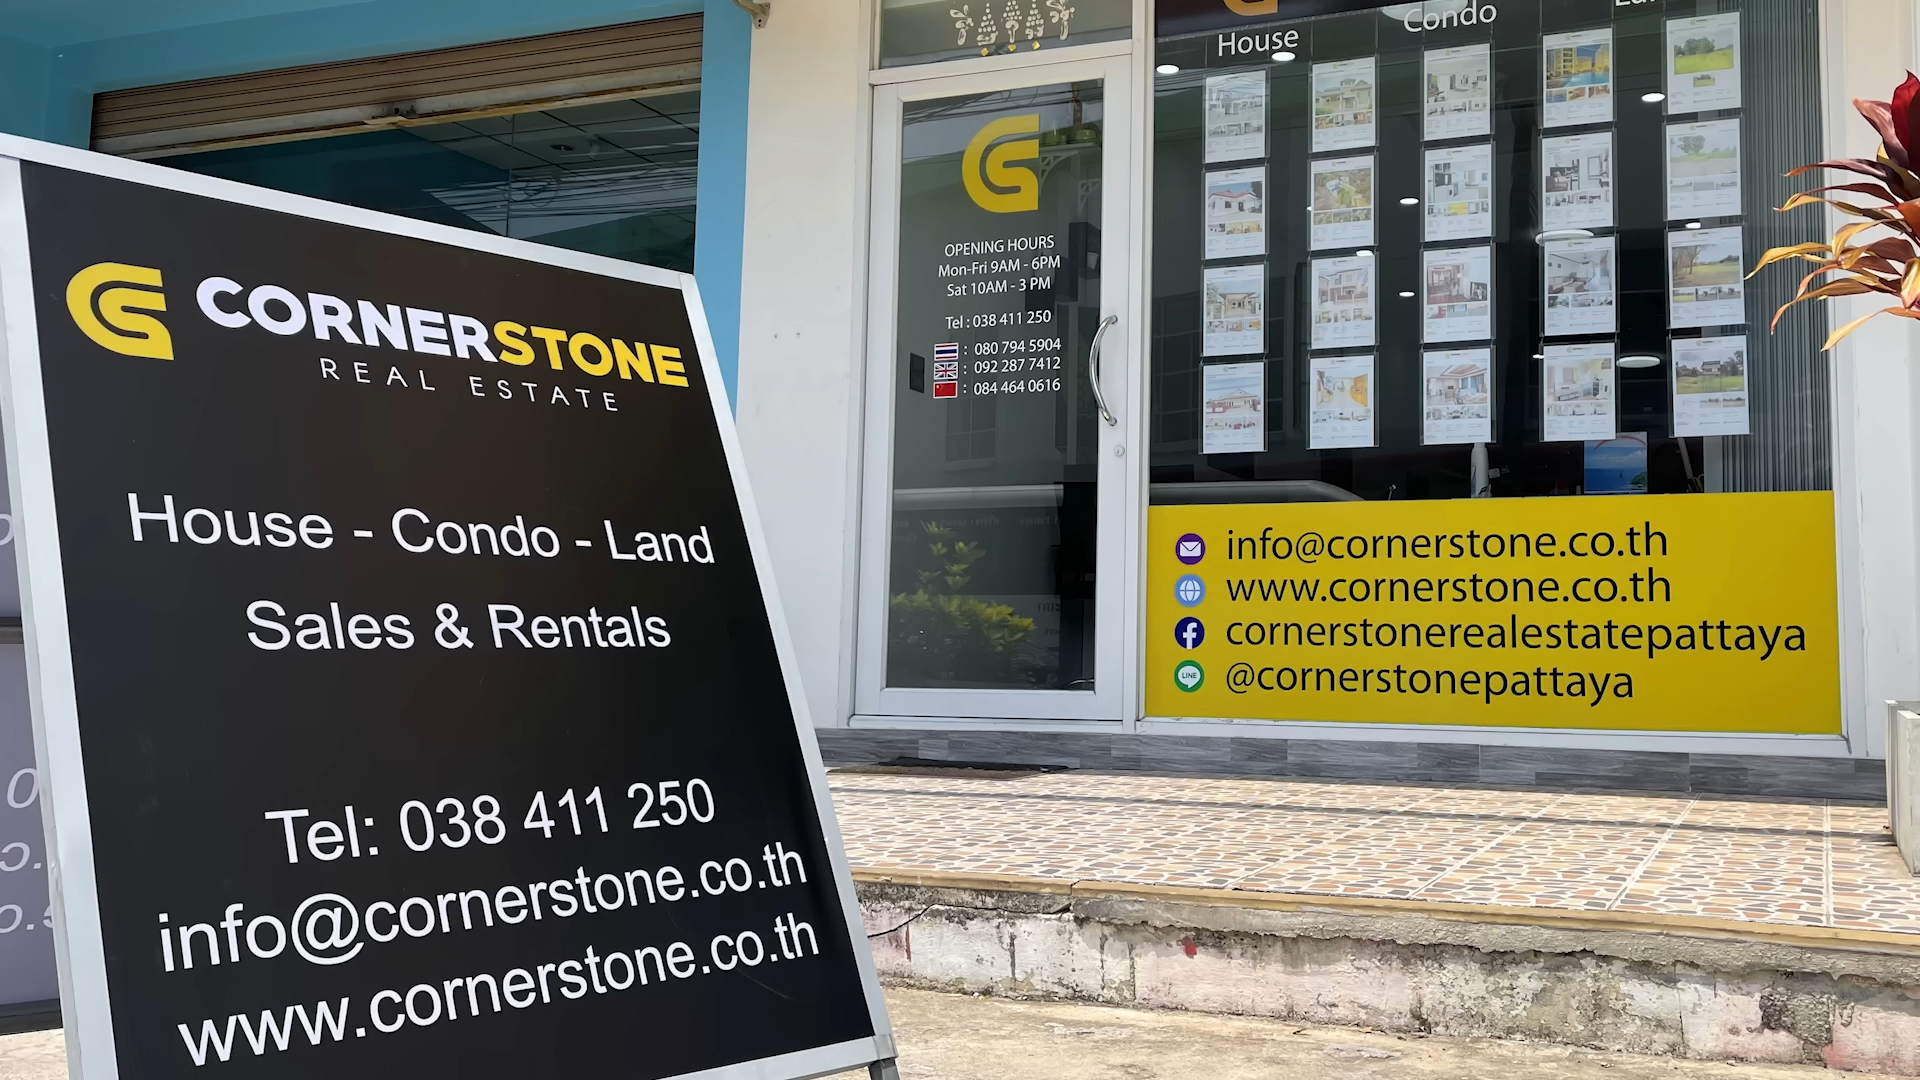 CORNERSTONE
REAL ESTATE
House - Condo - Land
Sales & Rentals
Tel: 038 411 250
info@cornerstone.co.th
www.cornerstone.co.th
OPENING HOURS
Mon-Fri 9AM - 6PM
Sat 10AM - 3 PM
Tel : 038 411 250
: 080 794 5904
: 092 287 7412
: 084 464 0616
House
Condo
info@cornerstone.co.th
www.cornerstone.co.th
cornerstonerealestatepattaya
LINE @cornerstonepattaya